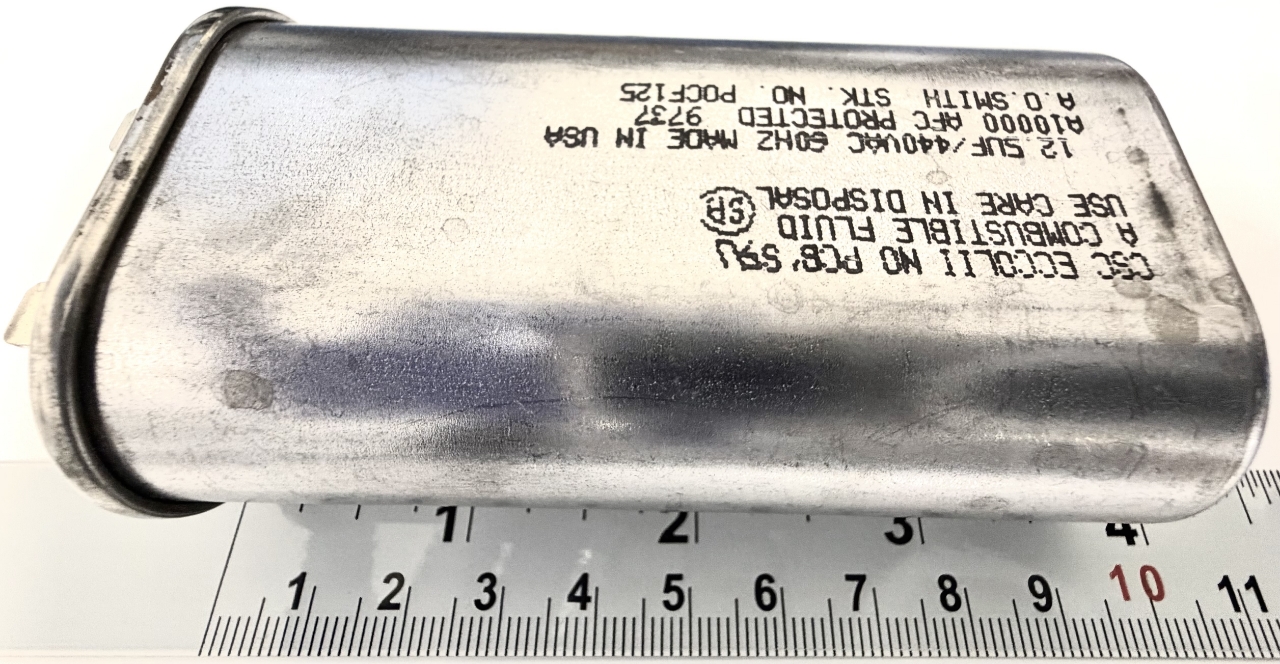 CSC ECCOLII NO PCB'S
A COMBUSTIBLE FLUID
USE CARE IN DISPOSAL
12.5UF/440VAC 60HZ MADE IN USA
A10000 AFC PROTECTED 9737
A.O.SMITH STK. NO. POCF125
1 2 3 4
1 2 3 4 5 6 7 8 9 10 11